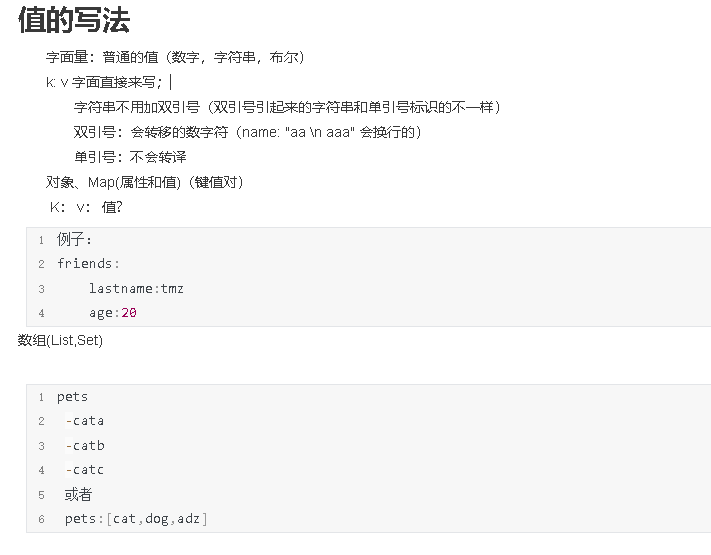 值的写法
字面量：普通的值（数字，字符串，布尔）
k: v 字面直接来写；
字符串不用加双引号（双引号引起来的字符串和单引号标识的不一样）
双引号：会转移的数字符（name: "aa \n aaa" 会换行的）
单引号：不会转译
对象、Map(属性和值)（键值对）
K： v： 值?
1 例子：
2 friends:
3 lastname:tmz
4 age:20
数组(List,Set)
1 pets
2 -cata
3 -catb
4 -catc
5 或者
6 pets:[cat,dog,adz]